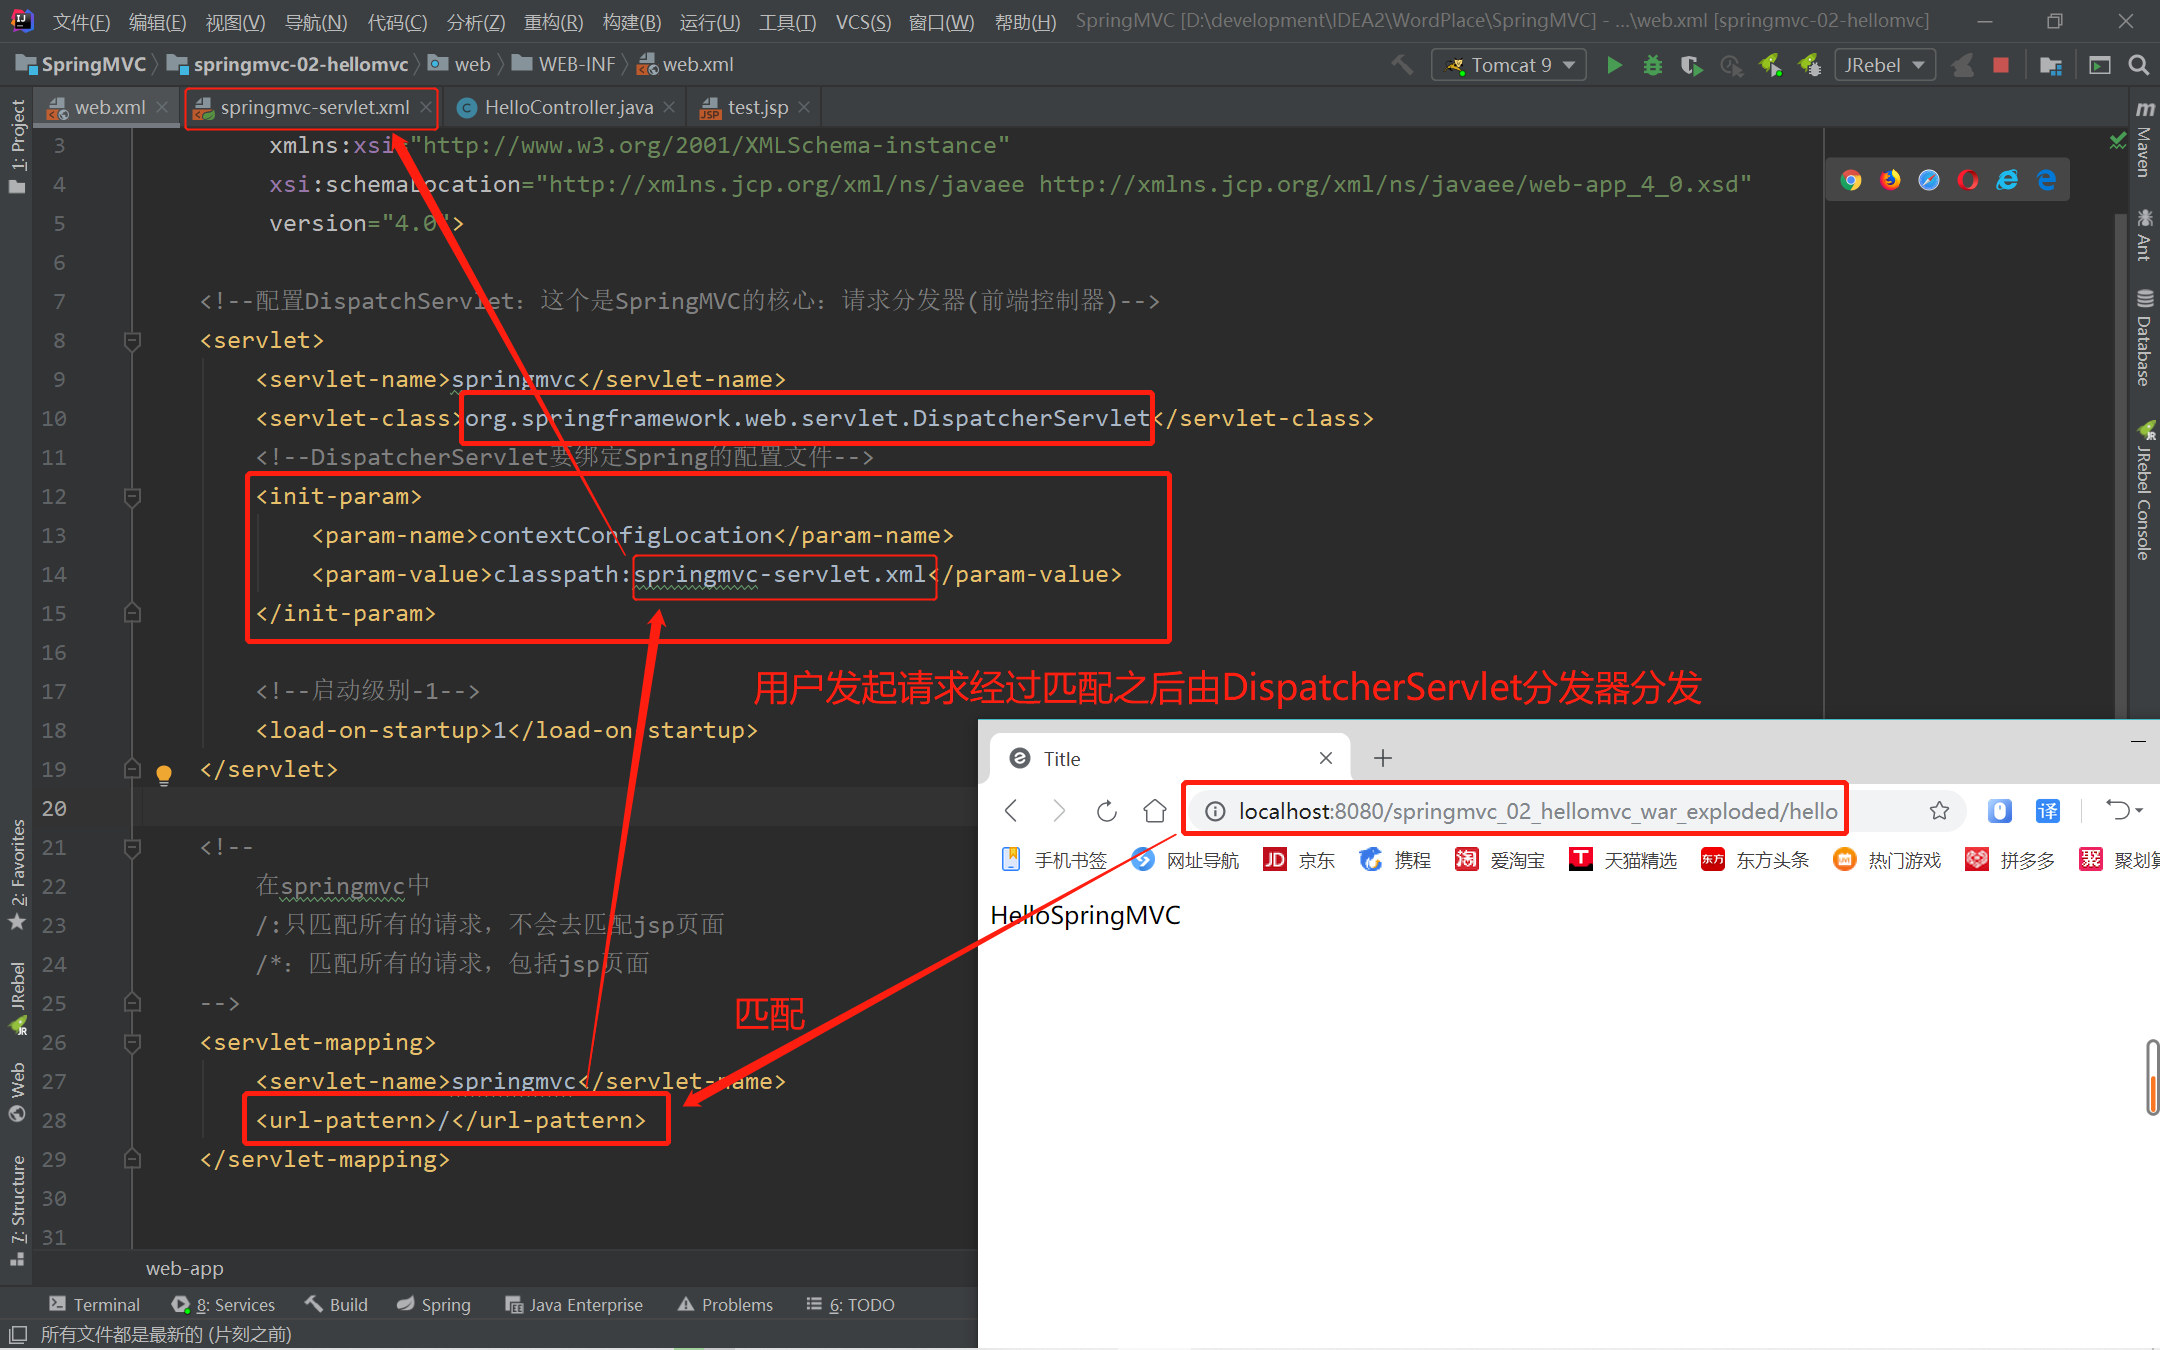 文件(F) 编辑(E) 视图(V) 导航(N) 代码(C) 分析(Z) 重构(R) 构建(B) 运行(U) 工具(T) VCS(S) 窗口(W) 帮助(H) SpringMVC [D:\development\IDEA2\WordPlace\SpringMVC] - ...\web.xml [springmvc-02-hellomvc]
SpringMVC springmvc-02-hellomvc web WEB-INF web.xml Tomcat 9 JRebel
web.xml springmvc-servlet.xml HelloController.java test.jsp
1: Project
2: Favorites
JRebel
Web
7: Structure
3 xmlns:xsi="http://www.w3.org/2001/XMLSchema-instance"
4 xsi:schemaLocation="http://xmlns.jcp.org/xml/ns/javaee http://xmlns.jcp.org/xml/ns/javaee/web-app_4_0.xsd"
5 version="4.0">
6
7 <!--配置DispatchServlet：这个是SpringMVC的核心：请求分发器(前端控制器)-->
8 <servlet>
9 <servlet-name>springmvc</servlet-name>
10 <servlet-class>org.springframework.web.servlet.DispatcherServlet</servlet-class>
11 <!--DispatcherServlet要绑定Spring的配置文件-->
12 <init-param>
13 <param-name>contextConfigLocation</param-name>
14 <param-value>classpath:springmvc-servlet.xml</param-value>
15 </init-param>
16
17 <!--启动级别-1-->
用户发起请求经过匹配之后由DispatcherServlet分发器分发
18 <load-on-startup>1</load-on-startup>
19 </servlet>
20
21 <!--
22 在springmvc中
23 /:只匹配所有的请求，不会去匹配jsp页面
24 /*：匹配所有的请求，包括jsp页面
25 -->
匹配
26 <servlet-mapping>
27 <servlet-name>springmvc</servlet-name>
28 <url-pattern>/</url-pattern>
29 </servlet-mapping>
30
31
Title
localhost:8080/springmvc_02_hellomvc_war_exploded/hello 译
手机书签 网址导航 JD 京东 携程 淘 爱淘宝 T 天猫精选 东方 东方头条 热门游戏 拼多多 聚 聚划算
HelloSpringMVC
Maven
Ant
Database
JRebel Console
web-app
Terminal 8: Services Build Spring Java Enterprise Problems 6: TODO
所有文件都是最新的 (片刻之前)